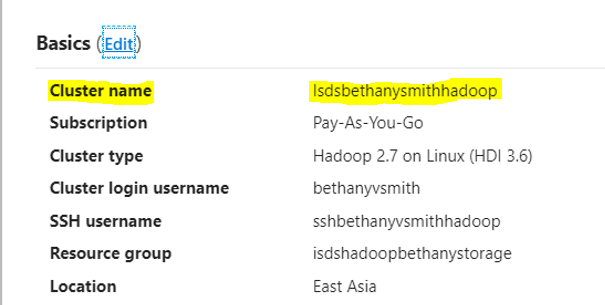 Basics (Edit)
Cluster name lsdsbethanysmithhadoop
Subscription Pay-As-You-Go
Cluster type Hadoop 2.7 on Linux (HDI 3.6)
Cluster login username bethanyvsmith
SSH username sshbethanyvsmithhadoop
Resource group isdshadoopbethanystorage
Location East Asia